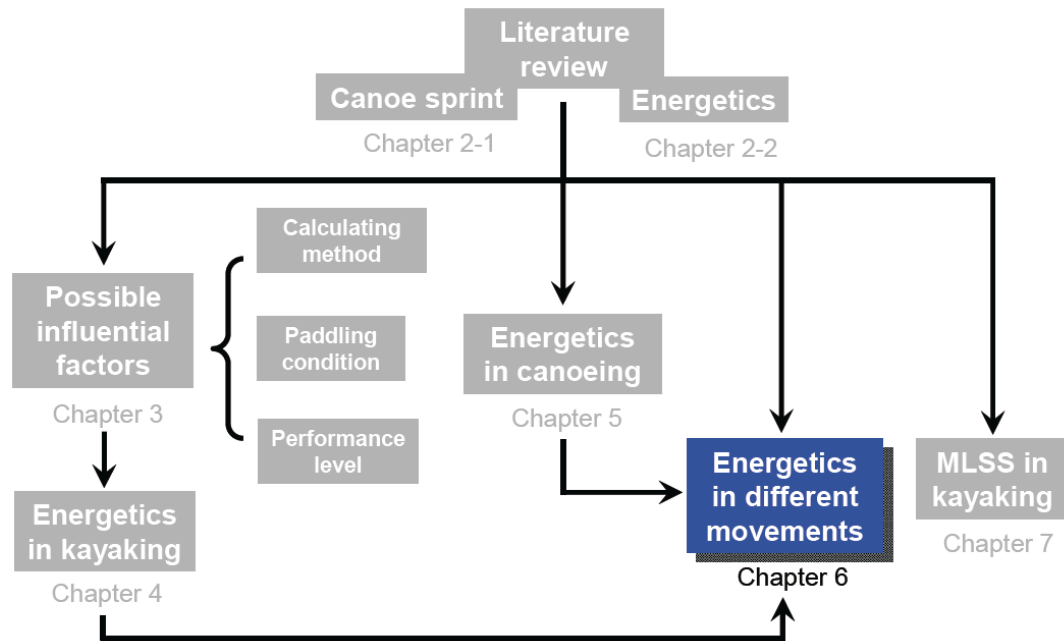 Literature
review
Canoe sprint
Energetics
Chapter 2-1
Chapter 2-2
Calculating
method
Possible
influential
factors
Chapter 3
Paddling
condition
Performance
level
Energetics
in canoeing
Chapter 5
Energetics
in kayaking
Chapter 4
Energetics
in different
movements
Chapter 6
MLSS in
kayaking
Chapter 7